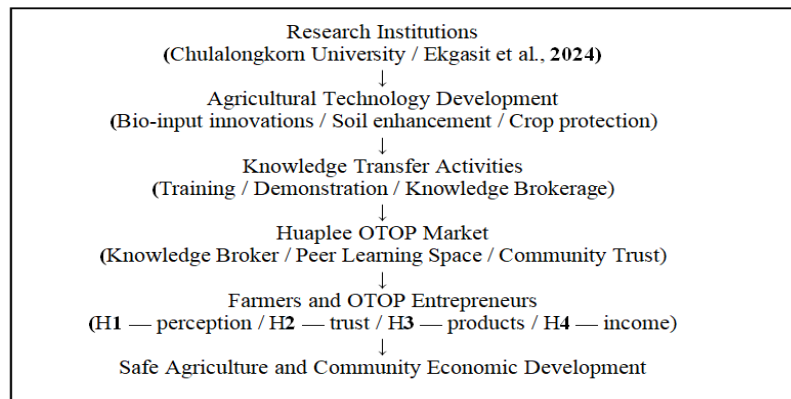 Research Institutions
(Chulalongkorn University / Ekgasit et al., 2024)
↓
Agricultural Technology Development
(Bio-input innovations / Soil enhancement / Crop protection)
↓
Knowledge Transfer Activities
(Training / Demonstration / Knowledge Brokerage)
↓
Huaplee OTOP Market
(Knowledge Broker / Peer Learning Space / Community Trust)
↓
Farmers and OTOP Entrepreneurs
(H1 — perception / H2 — trust / H3 — products / H4 — income)
↓
Safe Agriculture and Community Economic Development